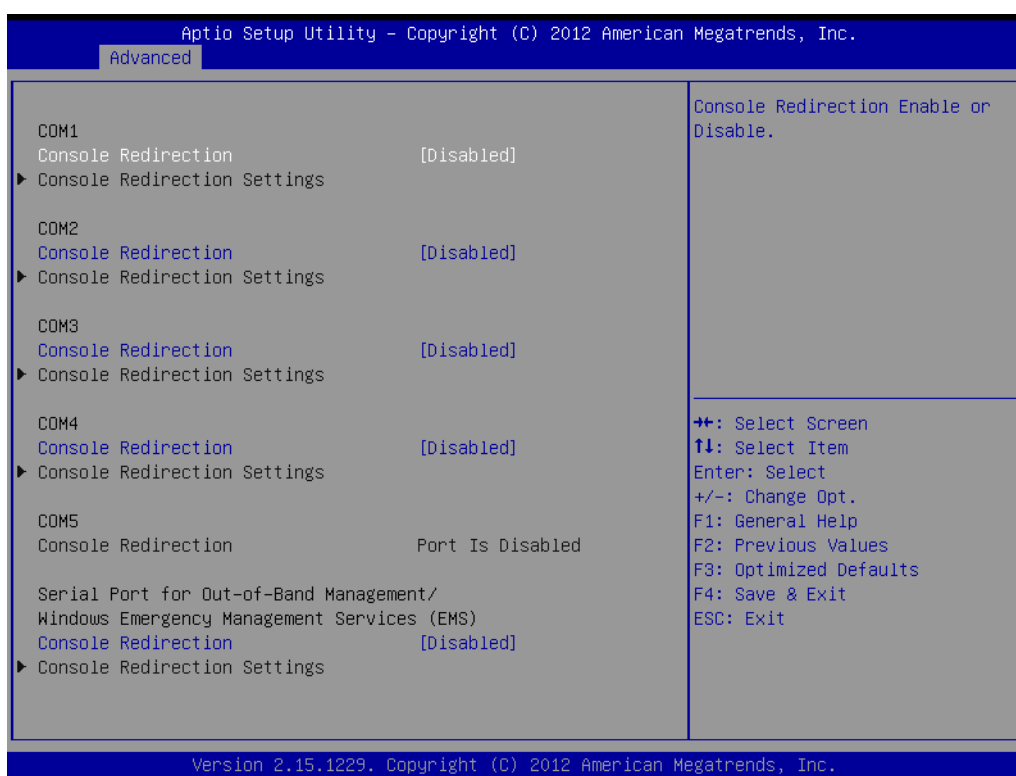 Aptio Setup Utility – Copyright (C) 2012 American Megatrends, Inc.
Advanced
COM1
Console Redirection [Disabled]
▶ Console Redirection Settings
COM2
Console Redirection [Disabled]
▶ Console Redirection Settings
COM3
Console Redirection [Disabled]
▶ Console Redirection Settings
COM4
Console Redirection [Disabled]
▶ Console Redirection Settings
COM5
Console Redirection Port Is Disabled
Serial Port for Out-of-Band Management/
Windows Emergency Management Services (EMS)
Console Redirection [Disabled]
▶ Console Redirection Settings
Console Redirection Enable or
Disable.
→←: Select Screen
↑↓: Select Item
Enter: Select
+/-: Change Opt.
F1: General Help
F2: Previous Values
F3: Optimized Defaults
F4: Save & Exit
ESC: Exit
Version 2.15.1229. Copyright (C) 2012 American Megatrends, Inc.